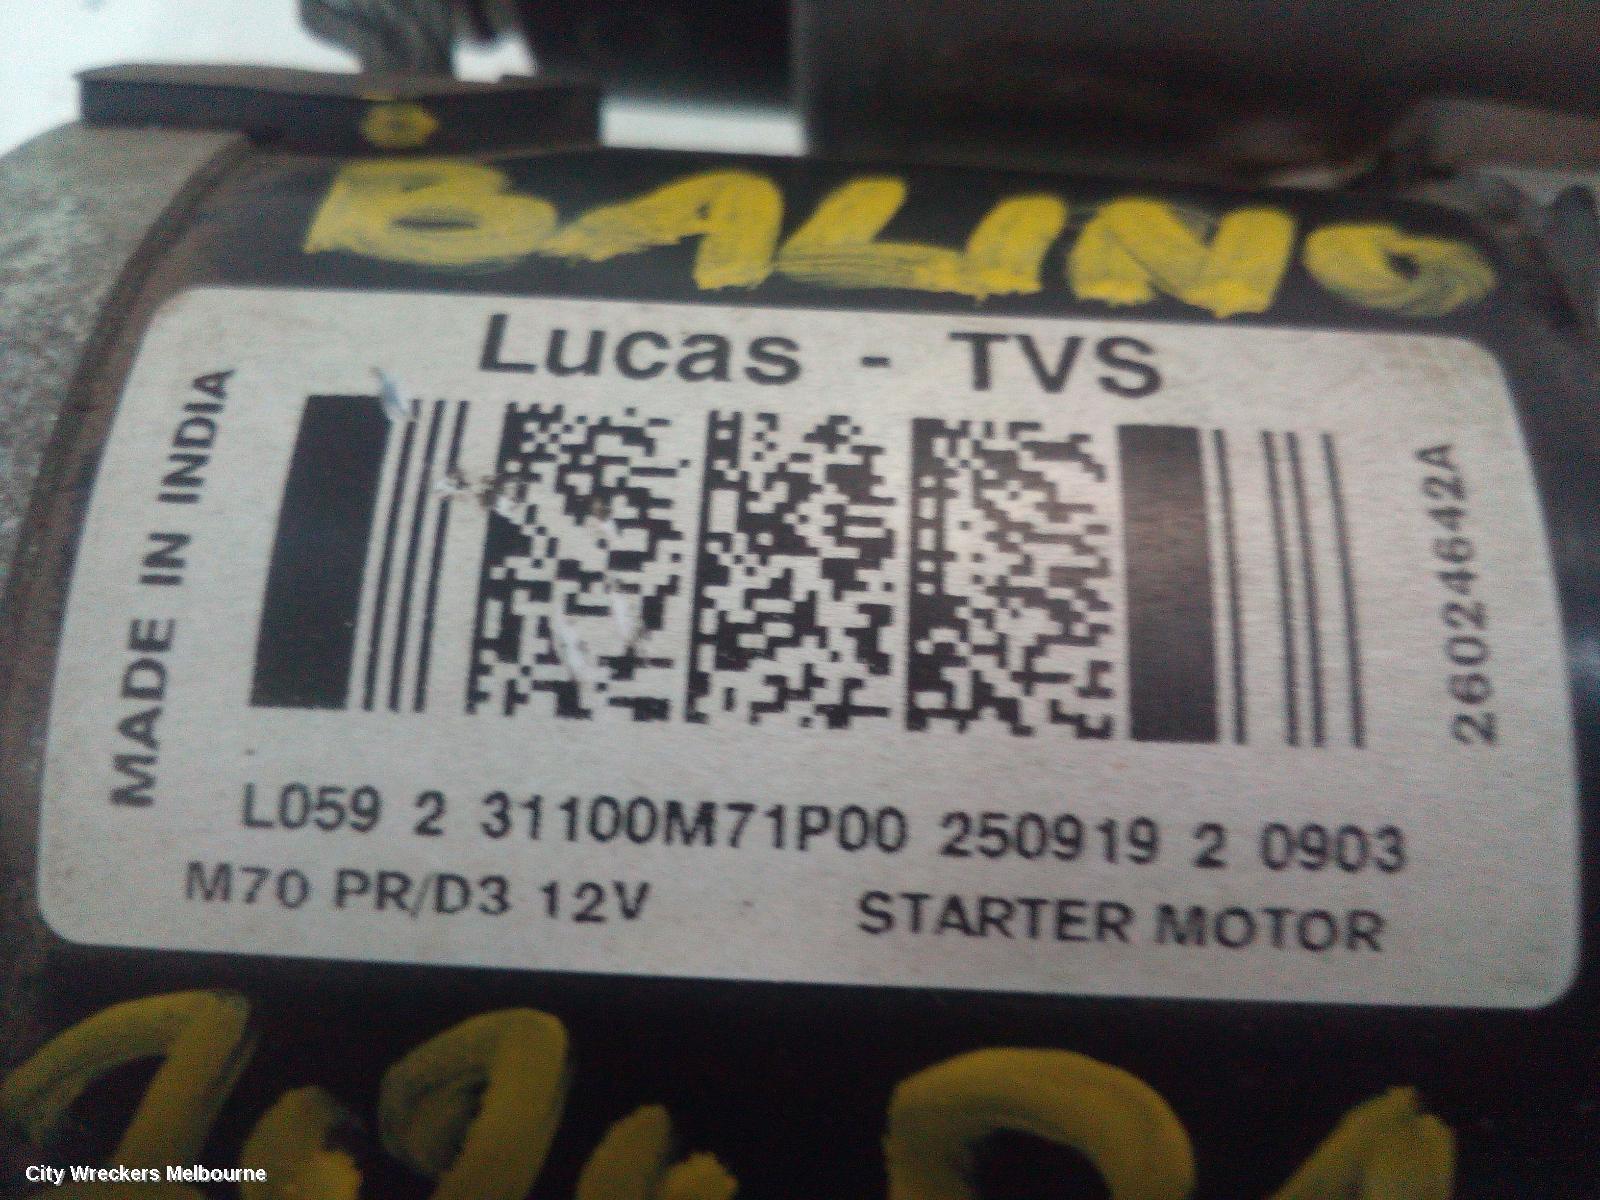 BALINO
Lucas - TVS
MADE IN INDIA
26024642A
L059 2 31100M71P00 250919 2 0903
M70 PR/D3 12V STARTER MOTOR
City Wreckers Melbourne